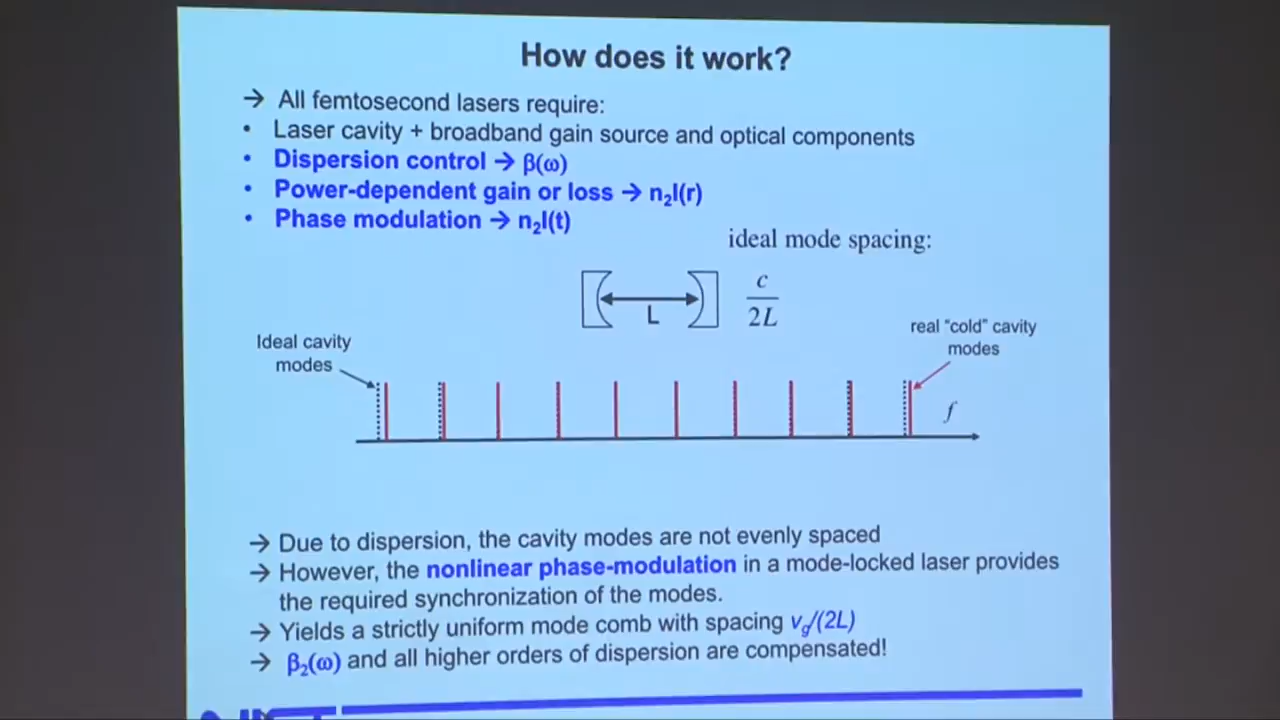 How does it work?
→ All femtosecond lasers require:
• Laser cavity + broadband gain source and optical components
• Dispersion control → β(ω)
• Power-dependent gain or loss → n₂I(r)
• Phase modulation → n₂I(t)
ideal mode spacing:
c
L
2L
real "cold" cavity
modes
Ideal cavity
modes
f
→ Due to dispersion, the cavity modes are not evenly spaced
→ However, the nonlinear phase-modulation in a mode-locked laser provides
the required synchronization of the modes.
→ Yields a strictly uniform mode comb with spacing v_g/(2L)
→ β₂(ω) and all higher orders of dispersion are compensated!